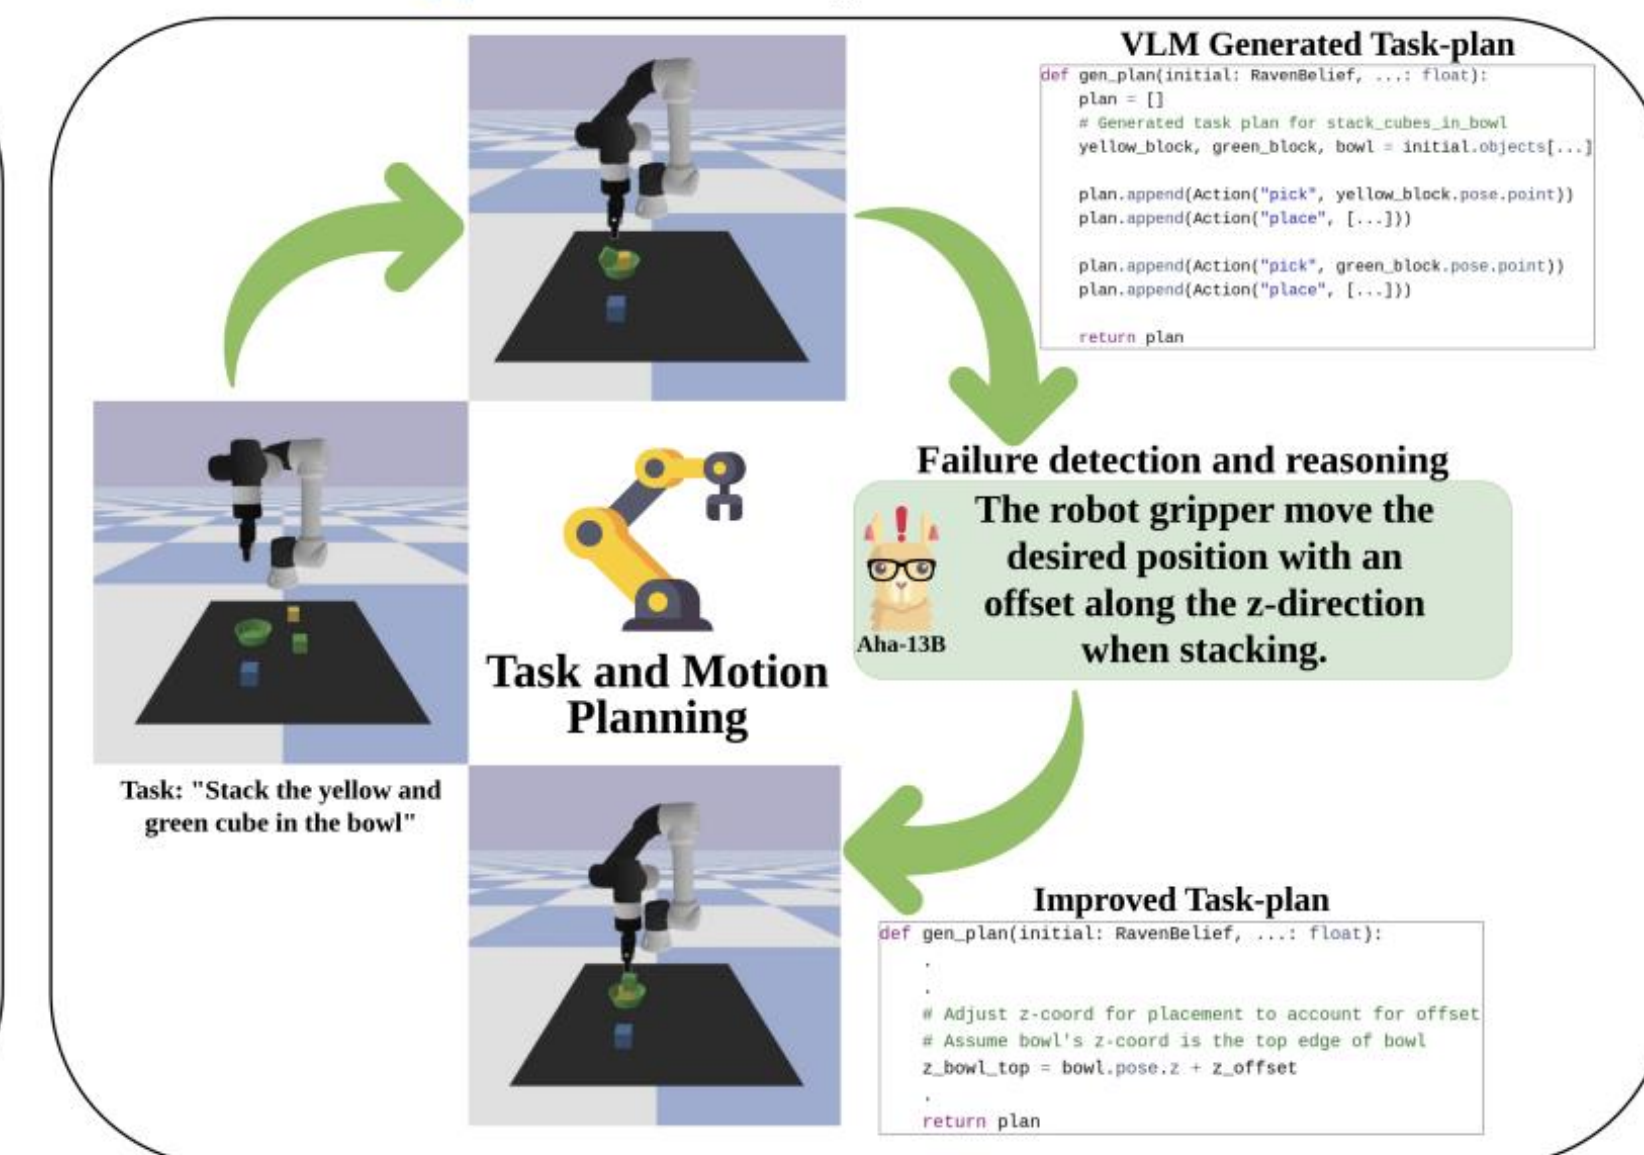 VLM Generated Task-plan
def gen_plan(initial: RavenBelief, ...: float):
plan = []
# Generated task plan for stack_cubes_in_bowl
yellow_block, green_block, bowl = initial.objects[...]
plan.append(Action("pick", yellow_block.pose.point))
plan.append(Action("place", [...]))
plan.append(Action("pick", green_block.pose.point))
plan.append(Action("place", [...]))
return plan
Failure detection and reasoning
The robot gripper move the
desired position with an
offset along the z-direction
when stacking.
Aha-13B
Task and Motion
Planning
Task: "Stack the yellow and
green cube in the bowl"
Improved Task-plan
def gen_plan(initial: RavenBelief, ...: float):
.
.
# Adjust z-coord for placement to account for offset
# Assume bowl's z-coord is the top edge of bowl
z_bowl_top = bowl.pose.z + z_offset
.
return plan